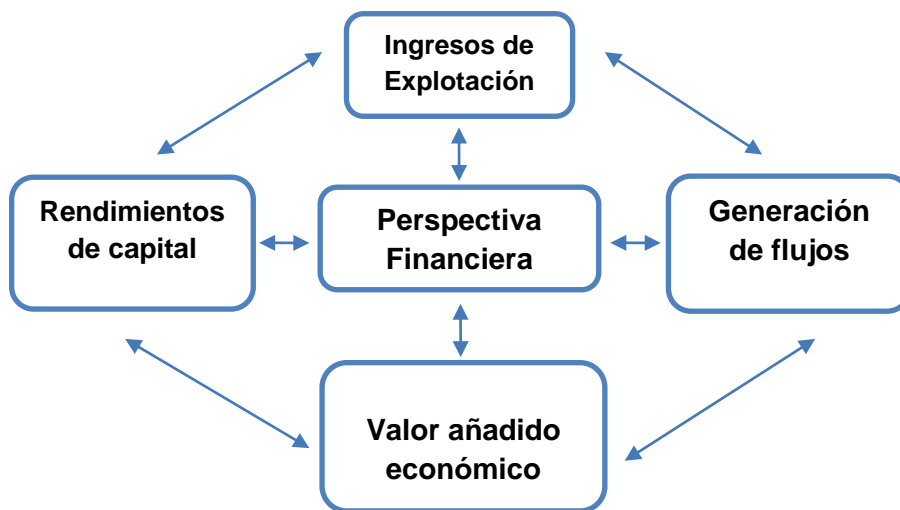 Ingresos de
Explotación
Rendimientos
de capital
Perspectiva
Financiera
Generación
de flujos
Valor añadido
económico